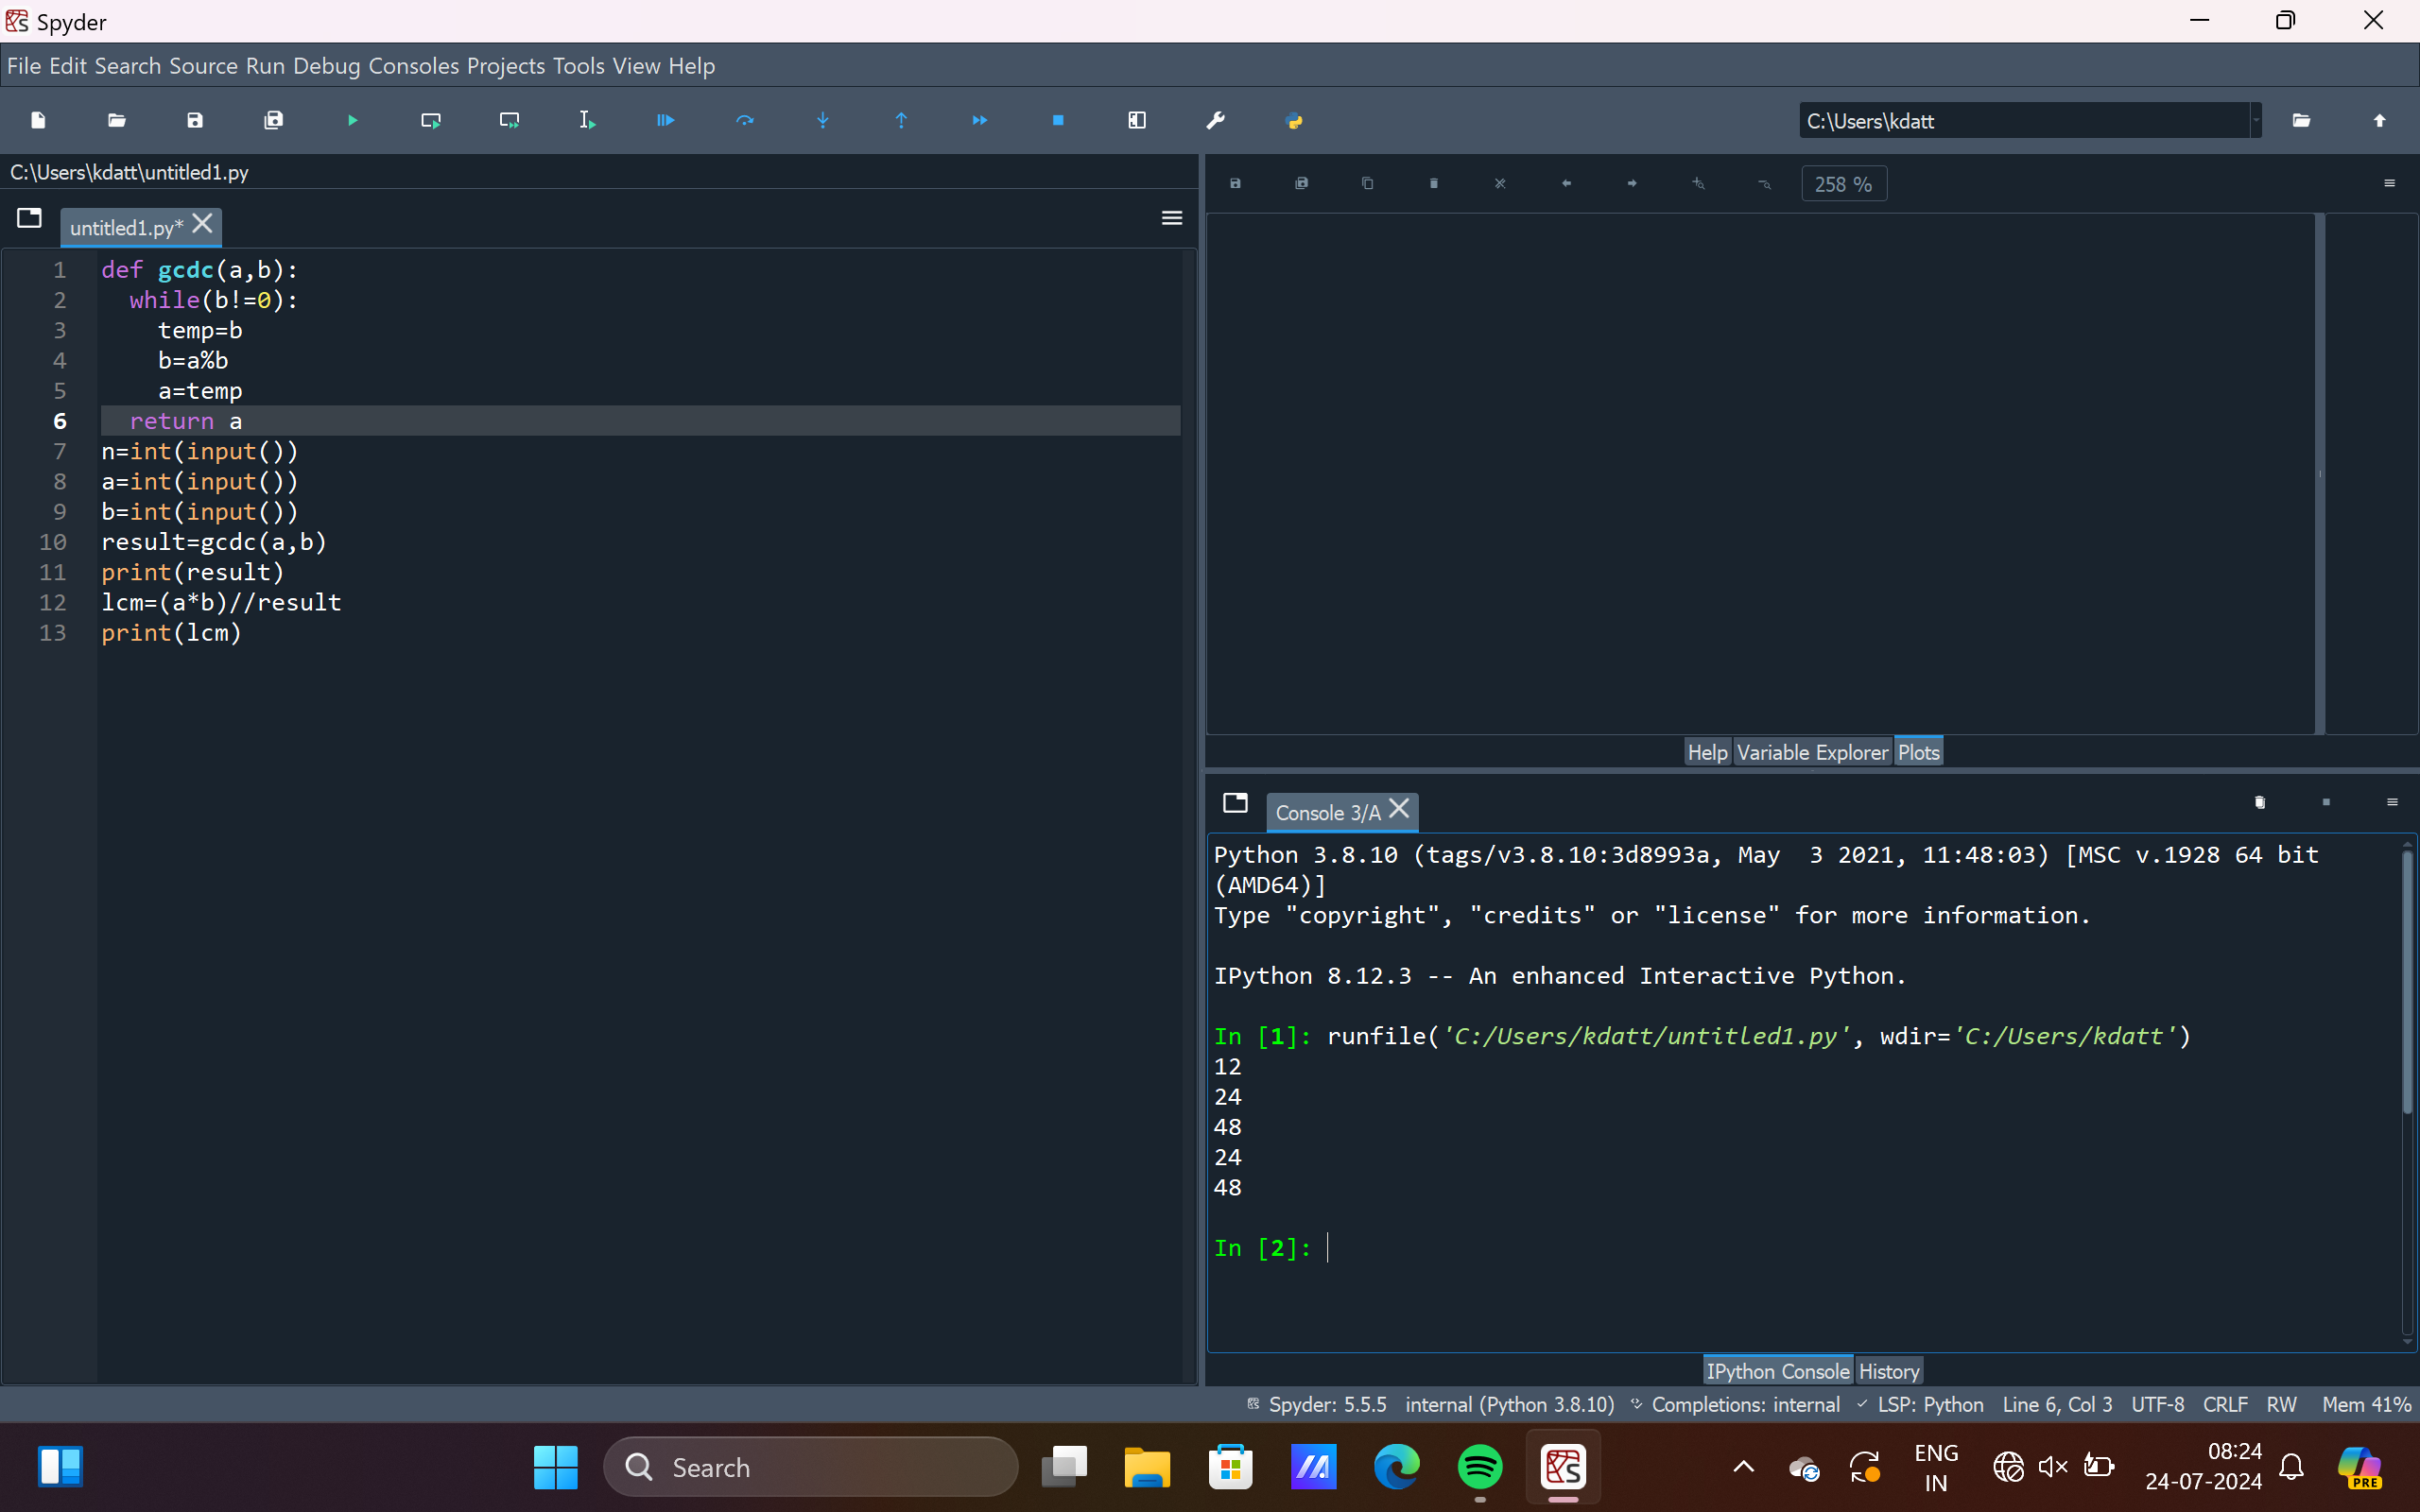 Spyder
File Edit Search Source Run Debug Consoles Projects Tools View Help
C:\Users\kdatt
C:\Users\kdatt\untitled1.py
258 %
untitled1.py*
1 def gcdc(a,b):
2   while(b!=0):
3     temp=b
4     b=a%b
5     a=temp
6   return a
7 n=int(input())
8 a=int(input())
9 b=int(input())
10 result=gcdc(a,b)
11 print(result)
12 lcm=(a*b)//result
13 print(lcm)
Help Variable Explorer Plots
Console 3/A
Python 3.8.10 (tags/v3.8.10:3d8993a, May  3 2021, 11:48:03) [MSC v.1928 64 bit
(AMD64)]
Type "copyright", "credits" or "license" for more information.
IPython 8.12.3 -- An enhanced Interactive Python.
In [1]: runfile('C:/Users/kdatt/untitled1.py', wdir='C:/Users/kdatt')
12
24
48
24
48
In [2]:
IPython Console History
Spyder: 5.5.5 internal (Python 3.8.10) Completions: internal LSP: Python Line 6, Col 3 UTF-8 CRLF RW Mem 41%
Search
ENG
IN
08:24
24-07-2024
PRE